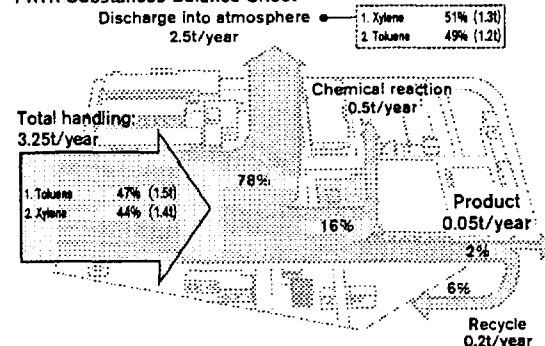 PRTR Substances Balance Sheet
Discharge into atmosphere
2.5t/year
1. Xylene 51% (1.3t)
2. Toluene 49% (1.2t)
Chemical reaction
0.5t/year
Total handling:
3.25t/year
1. Toluene 47% (1.5t)
2. Xylene 44% (1.4t)
78%
16%
Product
0.05t/year
2%
6%
Recycle
0.2t/year